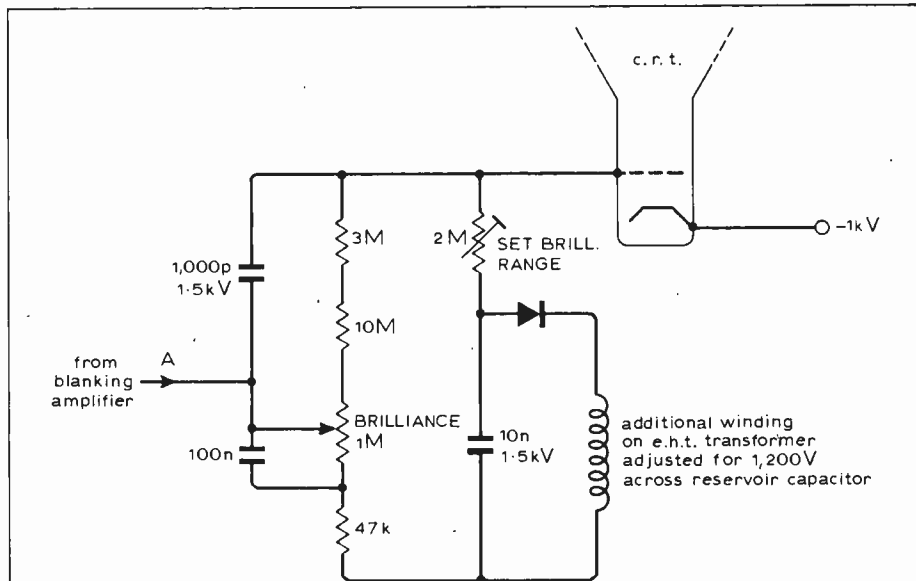 c.r.t.
3M
2M
SET BRILL.
RANGE
-1kV
1,000p
1·5kV
10M
A
from
blanking
amplifier
BRILLIANCE
1M
100n
10n
1·5kV
additional winding
on e.h.t. transformer
adjusted for 1,200V
across reservoir capacitor
47k